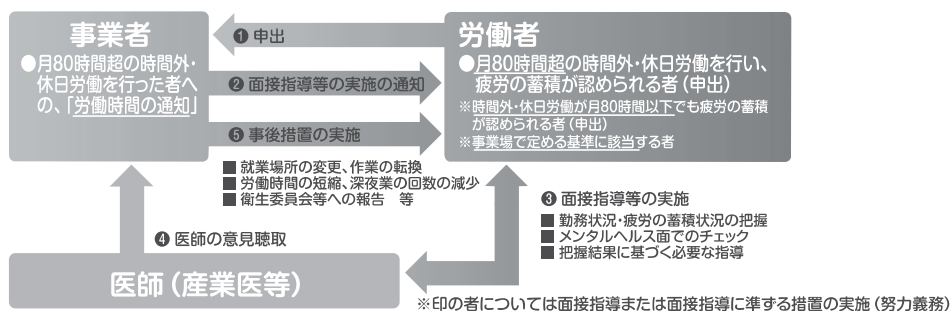 事業者
●月80時間超の時間外・
休日労働を行った者へ
の、「労働時間の通知」
❶ 申出
❷ 面接指導等の実施の通知
❺ 事後措置の実施
■ 就業場所の変更、作業の転換
■ 労働時間の短縮、深夜業の回数の減少
■ 衛生委員会等への報告　等
労働者
●月80時間超の時間外・休日労働を行い、
疲労の蓄積が認められる者（申出）
※時間外・休日労働が月80時間以下でも疲労の蓄積
が認められる者（申出）
※事業場で定める基準に該当する者
❸ 面接指導等の実施
■ 勤務状況・疲労の蓄積状況の把握
■ メンタルヘルス面でのチェック
■ 把握結果に基づく必要な指導
❹ 医師の意見聴取
医師（産業医等）
※印の者については面接指導または面接指導に準ずる措置の実施（努力義務）